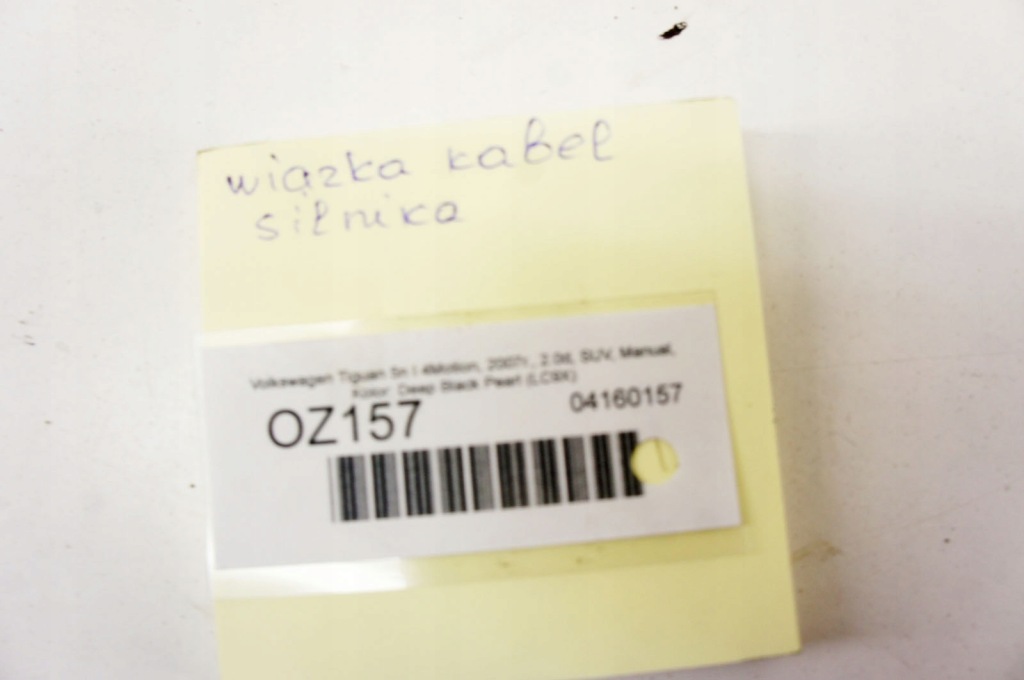 wiązka kabel
silnika
Volkswagen Tiguan 5n I 4Motion, 2007r., 2.0d, SUV, Manual,
Kolor: Deep Black Pearl (LC9X)
OZ157
04160157